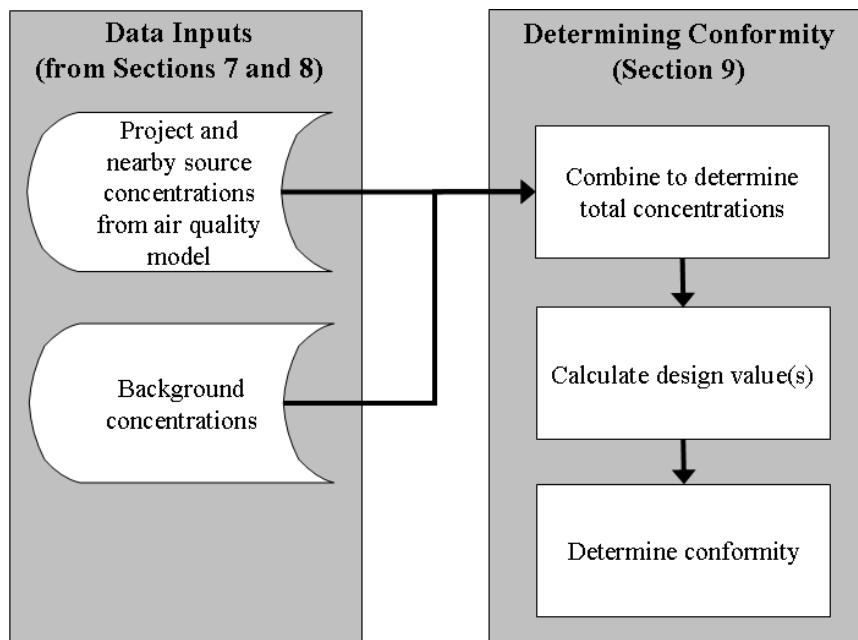 Data Inputs
(from Sections 7 and 8)
Project and
nearby source
concentrations
from air quality
model
Background
concentrations
Determining Conformity
(Section 9)
Combine to determine
total concentrations
Calculate design value(s)
Determine conformity